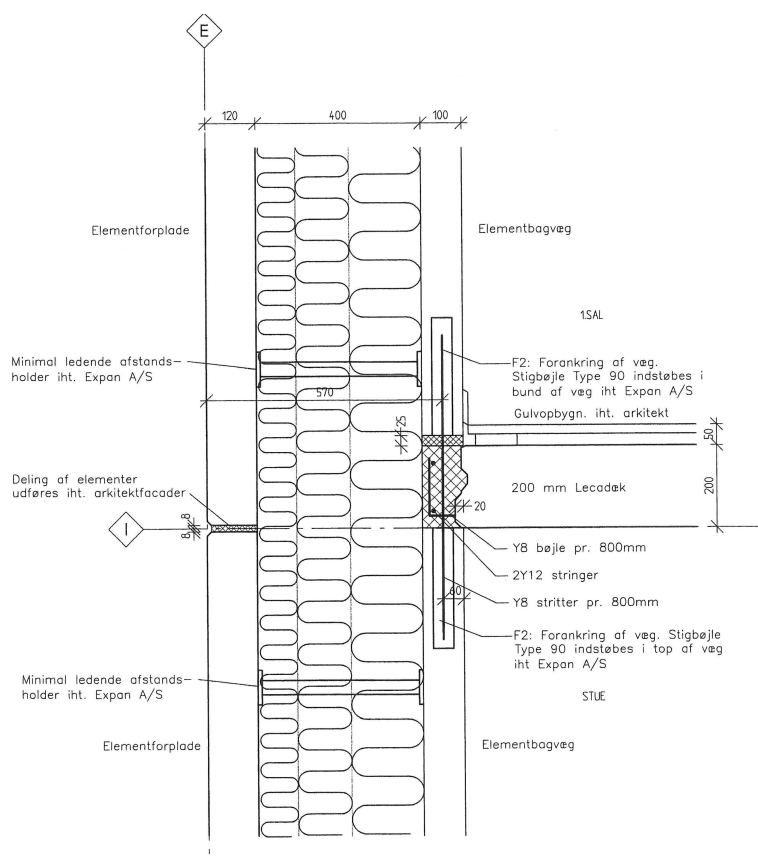 E
120
400
100
Elementforplade
Elementbagvæg
1.SAL
Minimal ledende afstands-
holder iht. Expan A/S
F2: Forankring af væg.
Stigbøjle Type 90 indstøbes i
bund af væg iht Expan A/S
570
Gulvopbygn. iht. arkitekt
25
50
Deling af elementer
udføres iht. arkitektfacader
200 mm Lecadæk
200
20
8
8
I
Y8 bøjle pr. 800mm
2Y12 stringer
60
Y8 stritter pr. 800mm
F2: Forankring af væg. Stigbøjle
Type 90 indstøbes i top af væg
iht Expan A/S
Minimal ledende afstands-
holder iht. Expan A/S
STUE
Elementforplade
Elementbagvæg